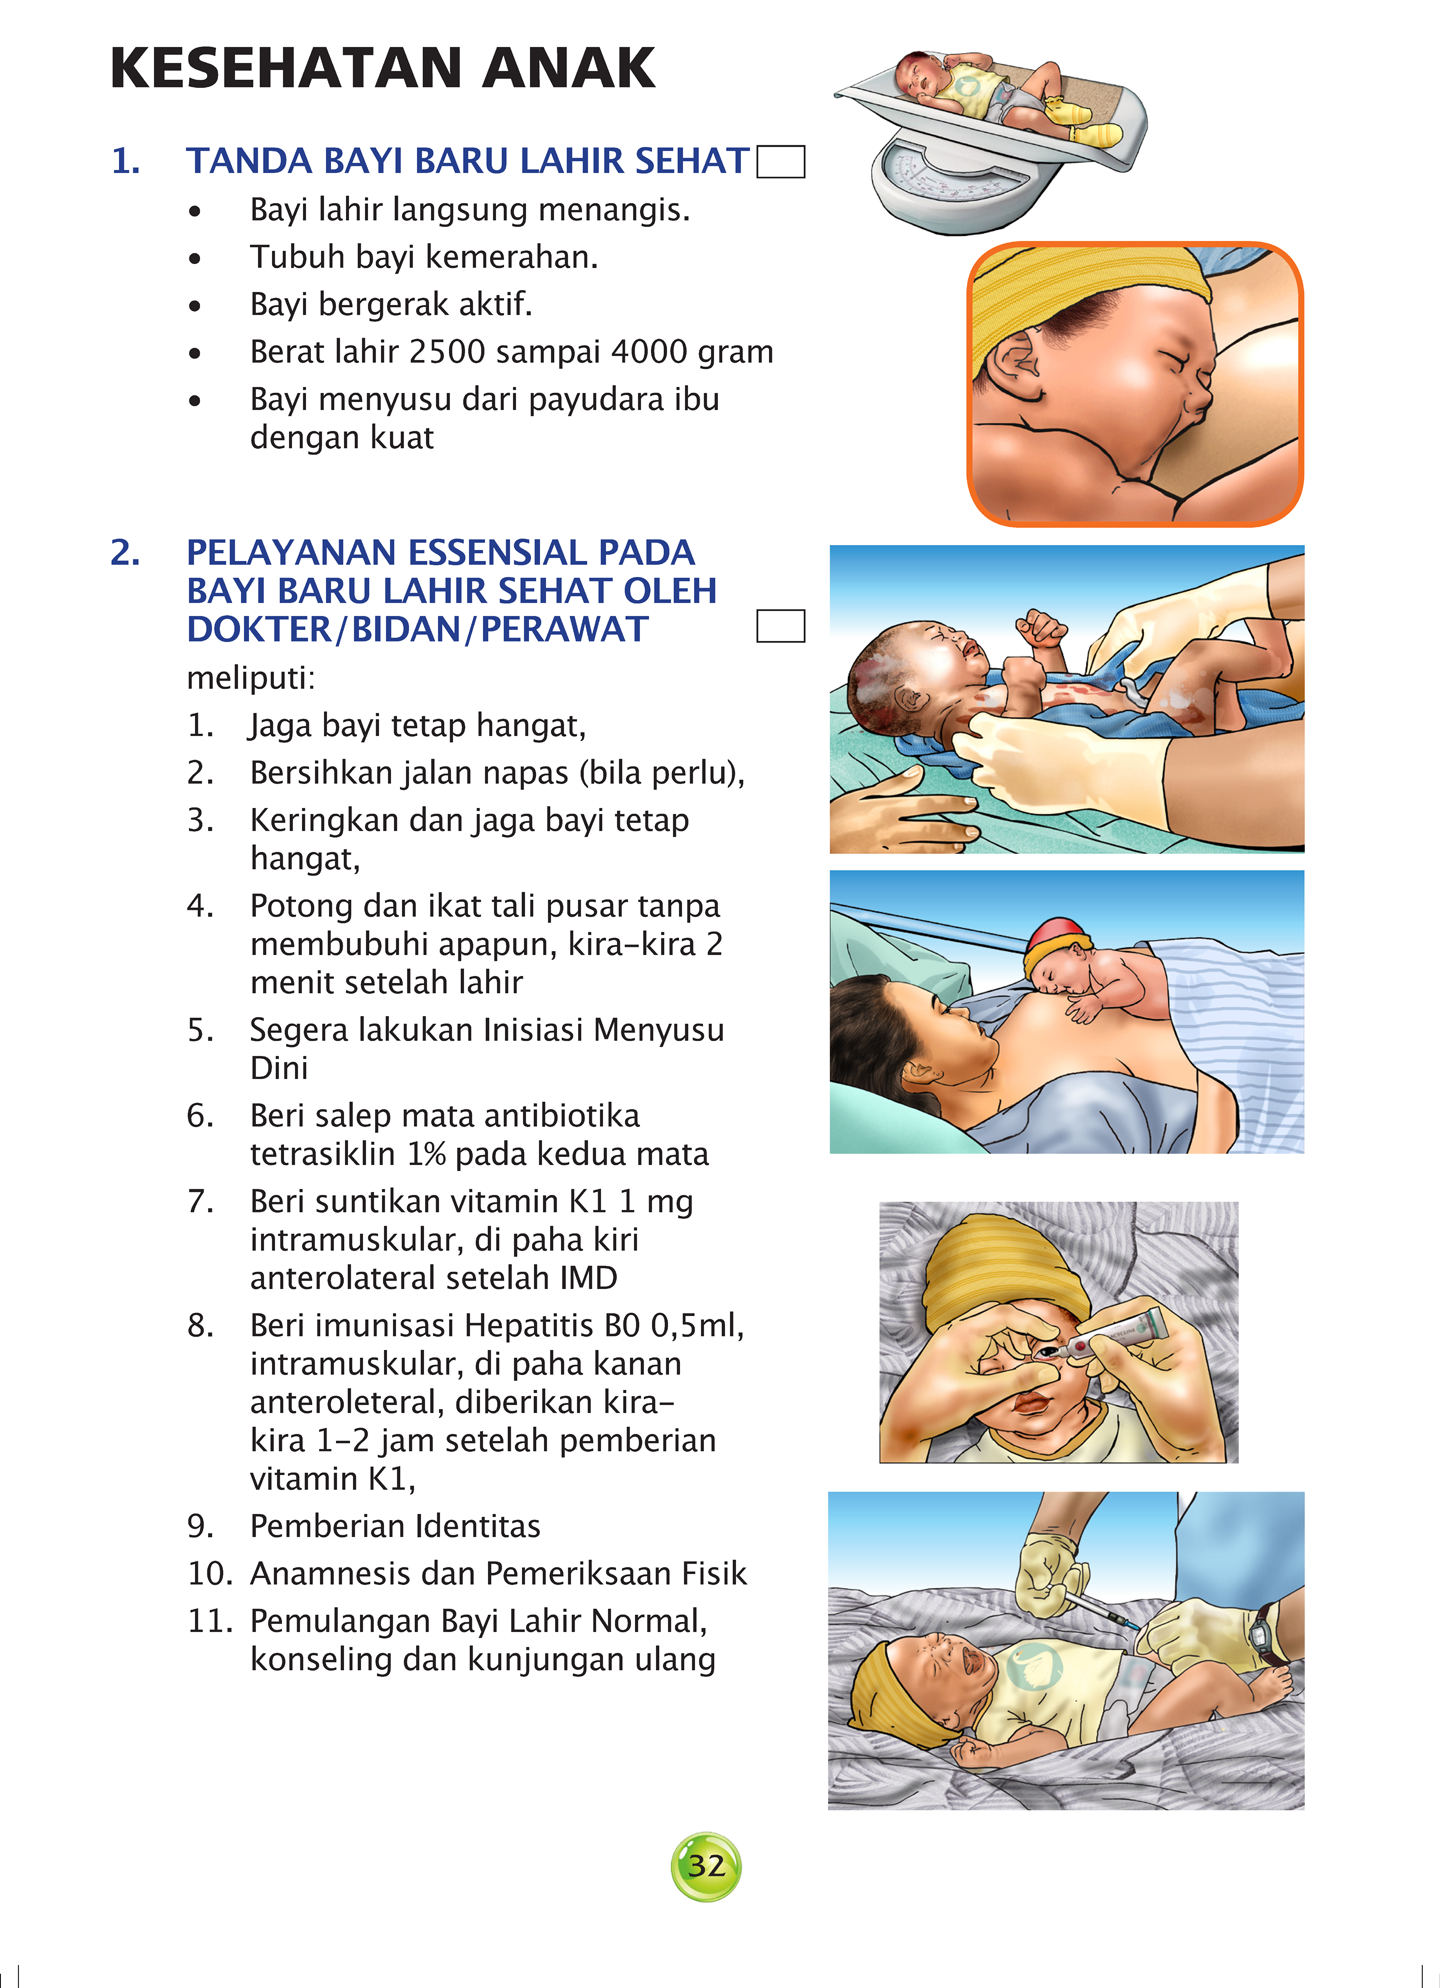 KESEHATAN ANAK
1. TANDA BAYI BARU LAHIR SEHAT
• Bayi lahir langsung menangis.
• Tubuh bayi kemerahan.
• Bayi bergerak aktif.
• Berat lahir 2500 sampai 4000 gram
• Bayi menyusu dari payudara ibu
dengan kuat
2. PELAYANAN ESSENSIAL PADA
BAYI BARU LAHIR SEHAT OLEH
DOKTER/BIDAN/PERAWAT
meliputi:
1. Jaga bayi tetap hangat,
2. Bersihkan jalan napas (bila perlu),
3. Keringkan dan jaga bayi tetap
hangat,
4. Potong dan ikat tali pusar tanpa
membubuhi apapun, kira-kira 2
menit setelah lahir
5. Segera lakukan Inisiasi Menyusu
Dini
6. Beri salep mata antibiotika
tetrasiklin 1% pada kedua mata
7. Beri suntikan vitamin K1 1 mg
intramuskular, di paha kiri
anterolateral setelah IMD
8. Beri imunisasi Hepatitis B0 0,5ml,
intramuskular, di paha kanan
anteroleteral, diberikan kira-
kira 1-2 jam setelah pemberian
vitamin K1,
9. Pemberian Identitas
10. Anamnesis dan Pemeriksaan Fisik
11. Pemulangan Bayi Lahir Normal,
konseling dan kunjungan ulang
32